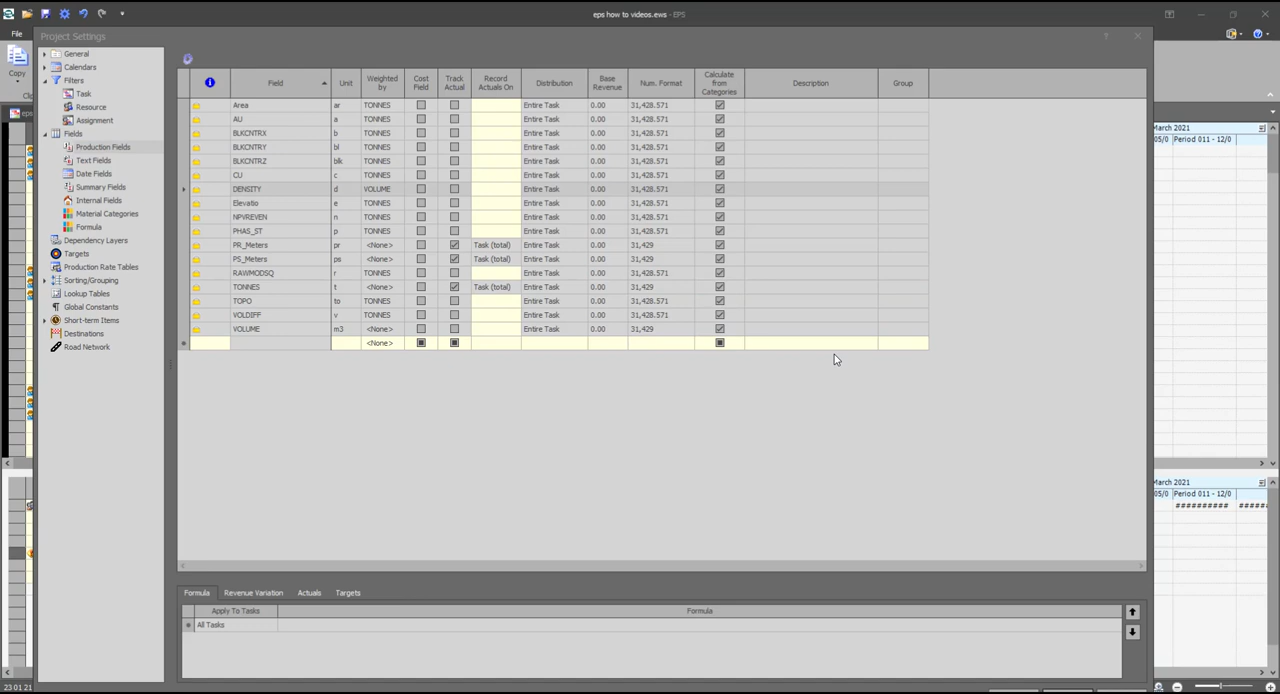 eps how to videos.ews - EPS
File
Project Settings
Copy
General
Calendars
Filters
Task
Resource
Assignment
Fields
Production Fields
Text Fields
Date Fields
Summary Fields
Internal Fields
Material Categories
Formula
Dependency Layers
Targets
Production Rate Tables
Sorting/Grouping
Lookup Tables
Global Constants
Short-term Items
Destinations
Road Network
Field Unit Weighted by Cost Field Track Actual Record Actuals On Distribution Base Revenue Num. Format Calculate from Categories Description Group
Area ar TONNES Entire Task 0.00 31,428.571
AU a TONNES Entire Task 0.00 31,428.571
BLKCNTRX b TONNES Entire Task 0.00 31,428.571
BLKCNTRY bl TONNES Entire Task 0.00 31,428.571
BLKCNTRZ blk TONNES Entire Task 0.00 31,428.571
CU c TONNES Entire Task 0.00 31,428.571
DENSITY d VOLUME Entire Task 0.00 31,428.571
Elevatio e TONNES Entire Task 0.00 31,428.571
NPVREVEN n TONNES Entire Task 0.00 31,428.571
PHAS_ST p TONNES Entire Task 0.00 31,428.571
PR_Meters pr <None> Task (total) Entire Task 0.00 31,429
PS_Meters ps <None> Task (total) Entire Task 0.00 31,429
RAWMODSQ r TONNES Entire Task 0.00 31,428.571
TONNES t <None> Task (total) Entire Task 0.00 31,429
TOPO to TONNES Entire Task 0.00 31,428.571
VOLDIFF v TONNES Entire Task 0.00 31,428.571
VOLUME m3 <None> Entire Task 0.00 31,429
<None>
March 2021
05/0 Period 011 - 12/0
March 2021
05/0 Period 011 - 12/0
########## #####
Formula Revenue Variation Actuals Targets
Apply To Tasks Formula
All Tasks
23 01 21